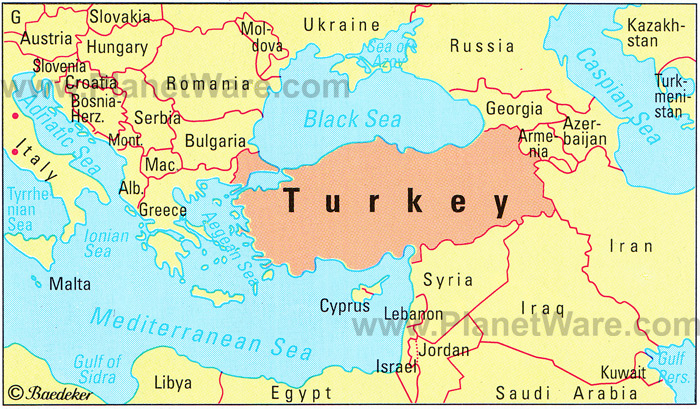 G
Slovakia
Austria
Hungary
Mol-
dova
Ukraine
Sea of
Azov
Russia
Kazakh-
stan
Slovenia
Croatia
Romania
www.PlanetWare.com
Bosnia-
Herz.
Adriatic Sea
Serbia
Mont.
Bulgaria
Black Sea
Georgia
Arme-
nia
Azer-
baijan
Caspian Sea
Turk-
meni-
stan
Italy
Mac.
Alb.
Greece
Aegean Sea
Turkey
Tyrrhe-
nian
Sea
Ionian
Sea
Malta
Mediterranean Sea
Cyprus
Syria
Lebanon
Iraq
Iran
www.PlanetWare.com
Israel
Jordan
Kuwait
Gulf
Pers.
Gulf of
Sidra
Libya
Egypt
Saudi Arabia
© Baedeker